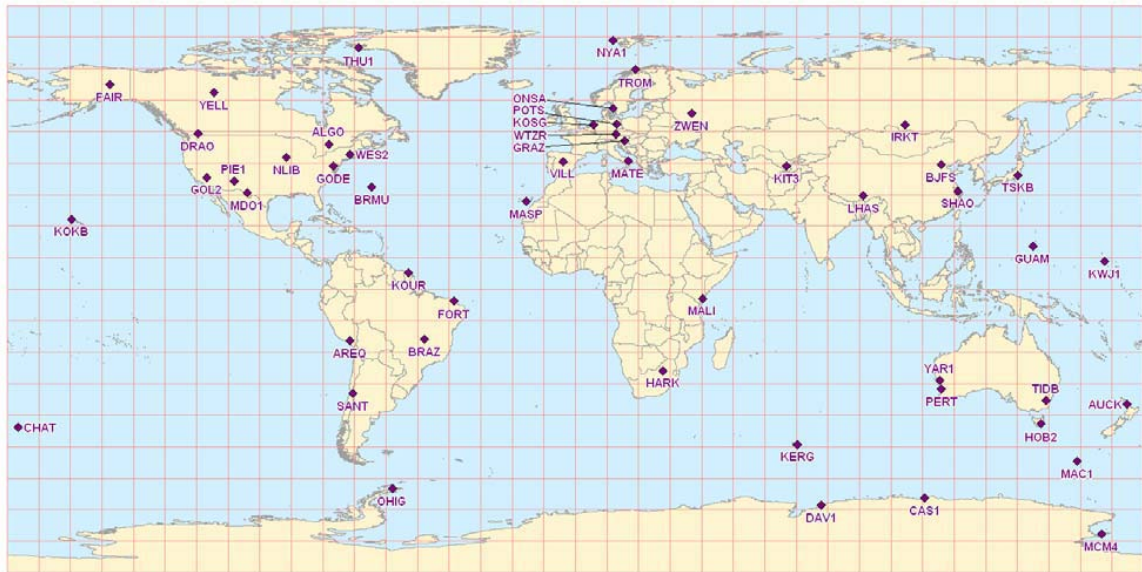 NYA1
THU1
TROM
FAIR
YELL
ONSA
POTS
KOSG
WTZR
GRAZ
ZWEN
IRKT
ALGO
DRAO
WES2
NLIB
PIE1
GODE
GOL2
MDO1
BRMU
VILL
MATE
KIT3
BJFS
TSKB
LHAS
SHAO
MASP
KOKB
GUAM
KWJ1
KOUR
FORT
MALI
AREQ
BRAZ
HARK
YAR1
PERT
TIDB
AUCK
SANT
CHAT
HOB2
KERG
MAC1
OHIG
DAV1
CAS1
MCM4